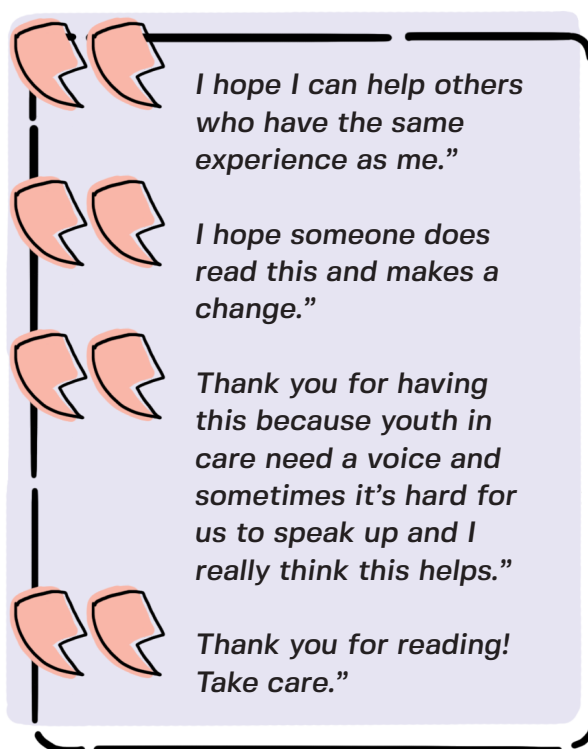 I hope I can help others
who have the same
experience as me.”
I hope someone does
read this and makes a
change.”
Thank you for having
this because youth in
care need a voice and
sometimes it’s hard for
us to speak up and I
really think this helps.”
Thank you for reading!
Take care.”